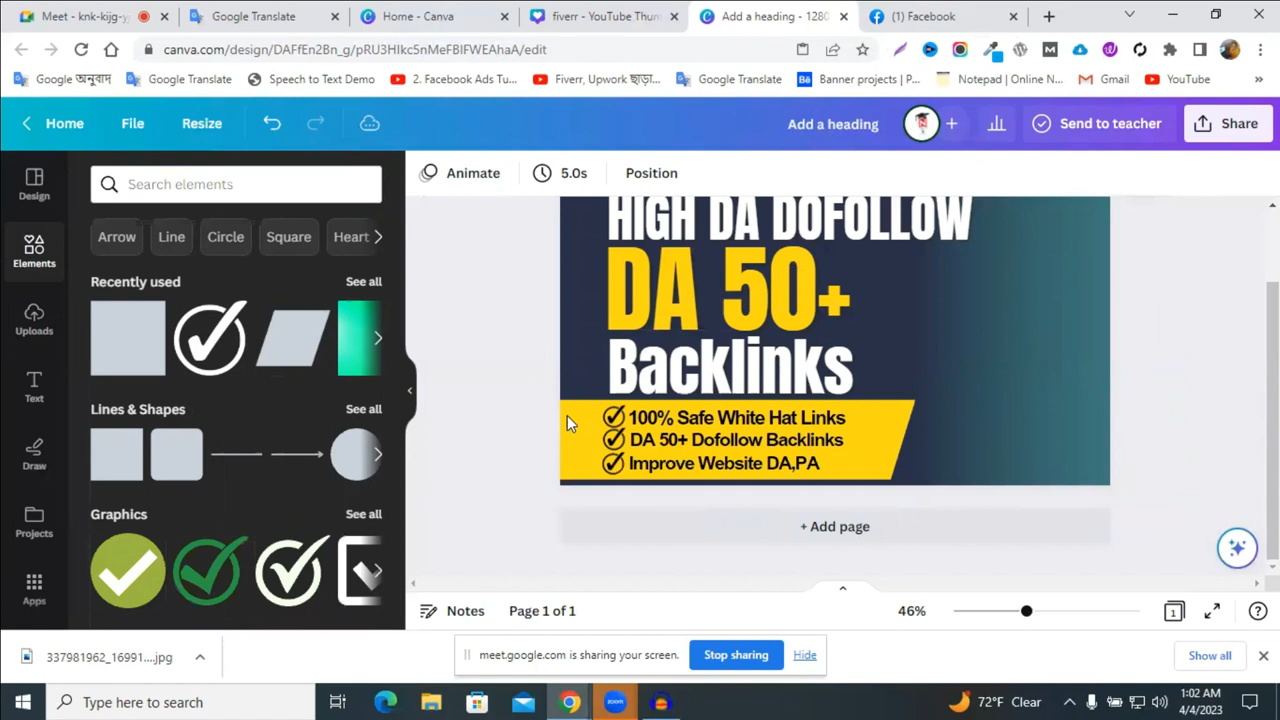 Meet - knk-kijg-y
Google Translate
Home - Canva
fiverr - YouTube Thum
Add a heading - 1280
(1) Facebook
canva.com/design/DAFfEn2Bn_g/pRU3HIkc5nMeFBIFWEAhaA/edit
Google অনুবাদ
Google Translate
Speech to Text Demo
2. Facebook Ads Tu...
Fiverr, Upwork ছাড়া...
Google Translate
Banner projects | P...
Notepad | Online N...
Gmail
YouTube
Home
File
Resize
Add a heading
Send to teacher
Share
Design
Elements
Uploads
Text
Draw
Projects
Apps
Search elements
Arrow
Line
Circle
Square
Heart
Recently used
See all
Lines & Shapes
See all
Graphics
See all
Animate
5.0s
Position
HIGH DA DOFOLLOW
DA 50+
Backlinks
100% Safe White Hat Links
DA 50+ Dofollow Backlinks
Improve Website DA,PA
+ Add page
Notes
Page 1 of 1
46%
1
337981962_16991....jpg
meet.google.com is sharing your screen.
Stop sharing
Hide
Show all
Type here to search
zoom
72°F Clear
1:02 AM
4/4/2023